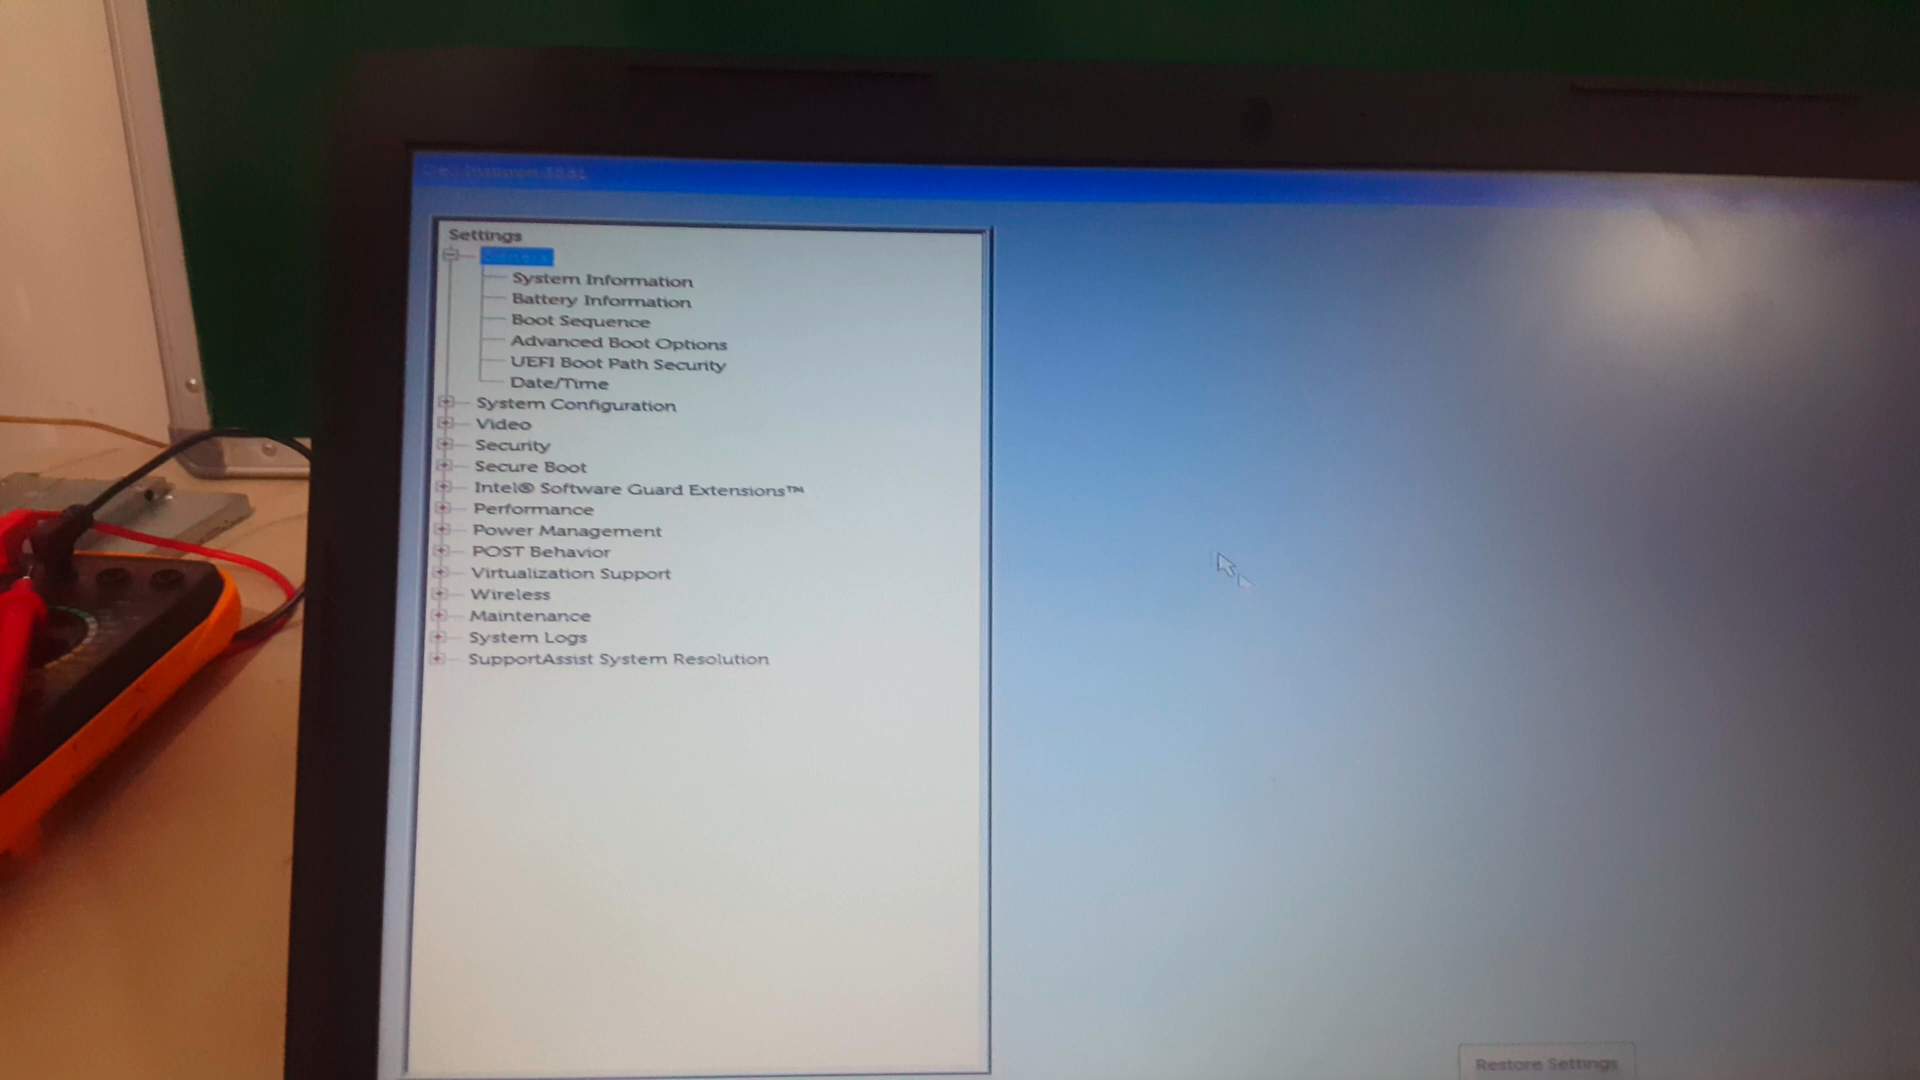 Settings
General
System Information
Battery Information
Boot Sequence
Advanced Boot Options
UEFI Boot Path Security
Date/Time
System Configuration
Video
Security
Secure Boot
Intel® Software Guard Extensions™
Performance
Power Management
POST Behavior
Virtualization Support
Wireless
Maintenance
System Logs
SupportAssist System Resolution
Restore Settings